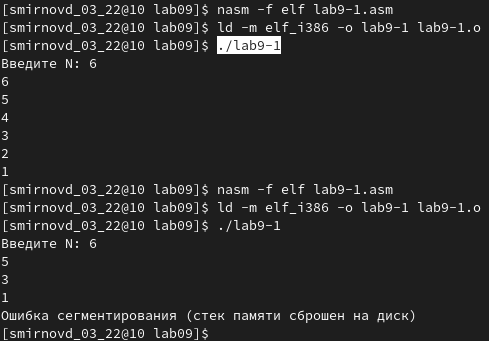 [smirnovd_03_22@10 lab09]$ nasm -f elf lab9-1.asm
[smirnovd_03_22@10 lab09]$ ld -m elf_i386 -o lab9-1 lab9-1.o
[smirnovd_03_22@10 lab09]$ ./lab9-1
Введите N: 6
6
5
4
3
2
1
[smirnovd_03_22@10 lab09]$ nasm -f elf lab9-1.asm
[smirnovd_03_22@10 lab09]$ ld -m elf_i386 -o lab9-1 lab9-1.o
[smirnovd_03_22@10 lab09]$ ./lab9-1
Введите N: 6
5
3
1
Ошибка сегментирования (стек памяти сброшен на диск)
[smirnovd_03_22@10 lab09]$